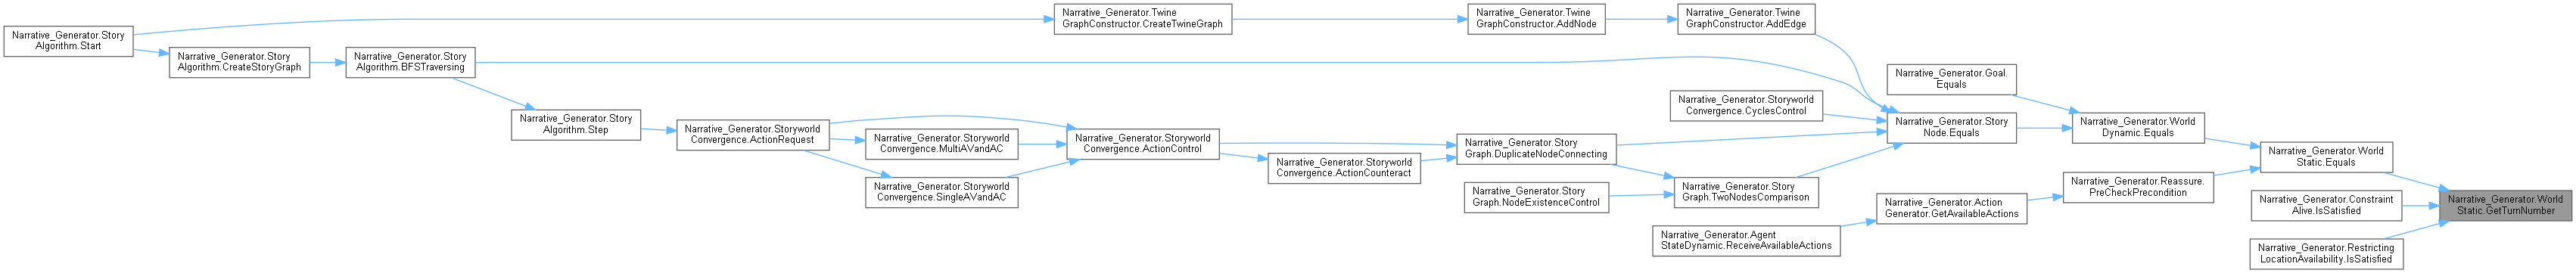 Narrative_Generator.Story
Algorithm.Start
Narrative_Generator.Story
Algorithm.CreateStoryGraph
Narrative_Generator.Story
Algorithm.BFSTraversing
Narrative_Generator.Story
Algorithm.Step
Narrative_Generator.Storyworld
Convergence.ActionRequest
Narrative_Generator.Storyworld
Convergence.MultiAVandAC
Narrative_Generator.Storyworld
Convergence.SingleAVandAC
Narrative_Generator.Twine
GraphConstructor.CreateTwineGraph
Narrative_Generator.Storyworld
Convergence.ActionControl
Narrative_Generator.Storyworld
Convergence.ActionCounteract
Narrative_Generator.Twine
GraphConstructor.AddNode
Narrative_Generator.Story
Graph.DuplicateNodeConnecting
Narrative_Generator.Story
Graph.NodeExistenceControl
Narrative_Generator.Twine
GraphConstructor.AddEdge
Narrative_Generator.Storyworld
Convergence.CyclesControl
Narrative_Generator.Story
Graph.TwoNodesComparison
Narrative_Generator.Agent
StateDynamic.ReceiveAvailableActions
Narrative_Generator.Goal.
Equals
Narrative_Generator.Story
Node.Equals
Narrative_Generator.Action
Generator.GetAvailableActions
Narrative_Generator.World
Dynamic.Equals
Narrative_Generator.Reassure.
PreCheckPrecondition
Narrative_Generator.World
Static.Equals
Narrative_Generator.Constraint
Alive.IsSatisfied
Narrative_Generator.Restricting
LocationAvailability.IsSatisfied
Narrative_Generator.World
Static.GetTurnNumber